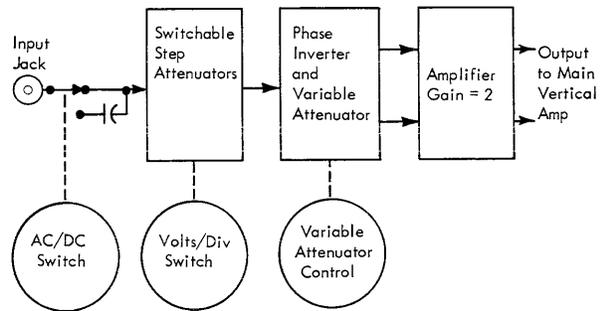 Input
Jack
Switchable
Step
Attenuators
Phase
Inverter
and
Variable
Attenuator
Amplifier
Gain = 2
Output
to Main
Vertical
Amp
AC/DC
Switch
Volts/Div
Switch
Variable
Attenuator
Control